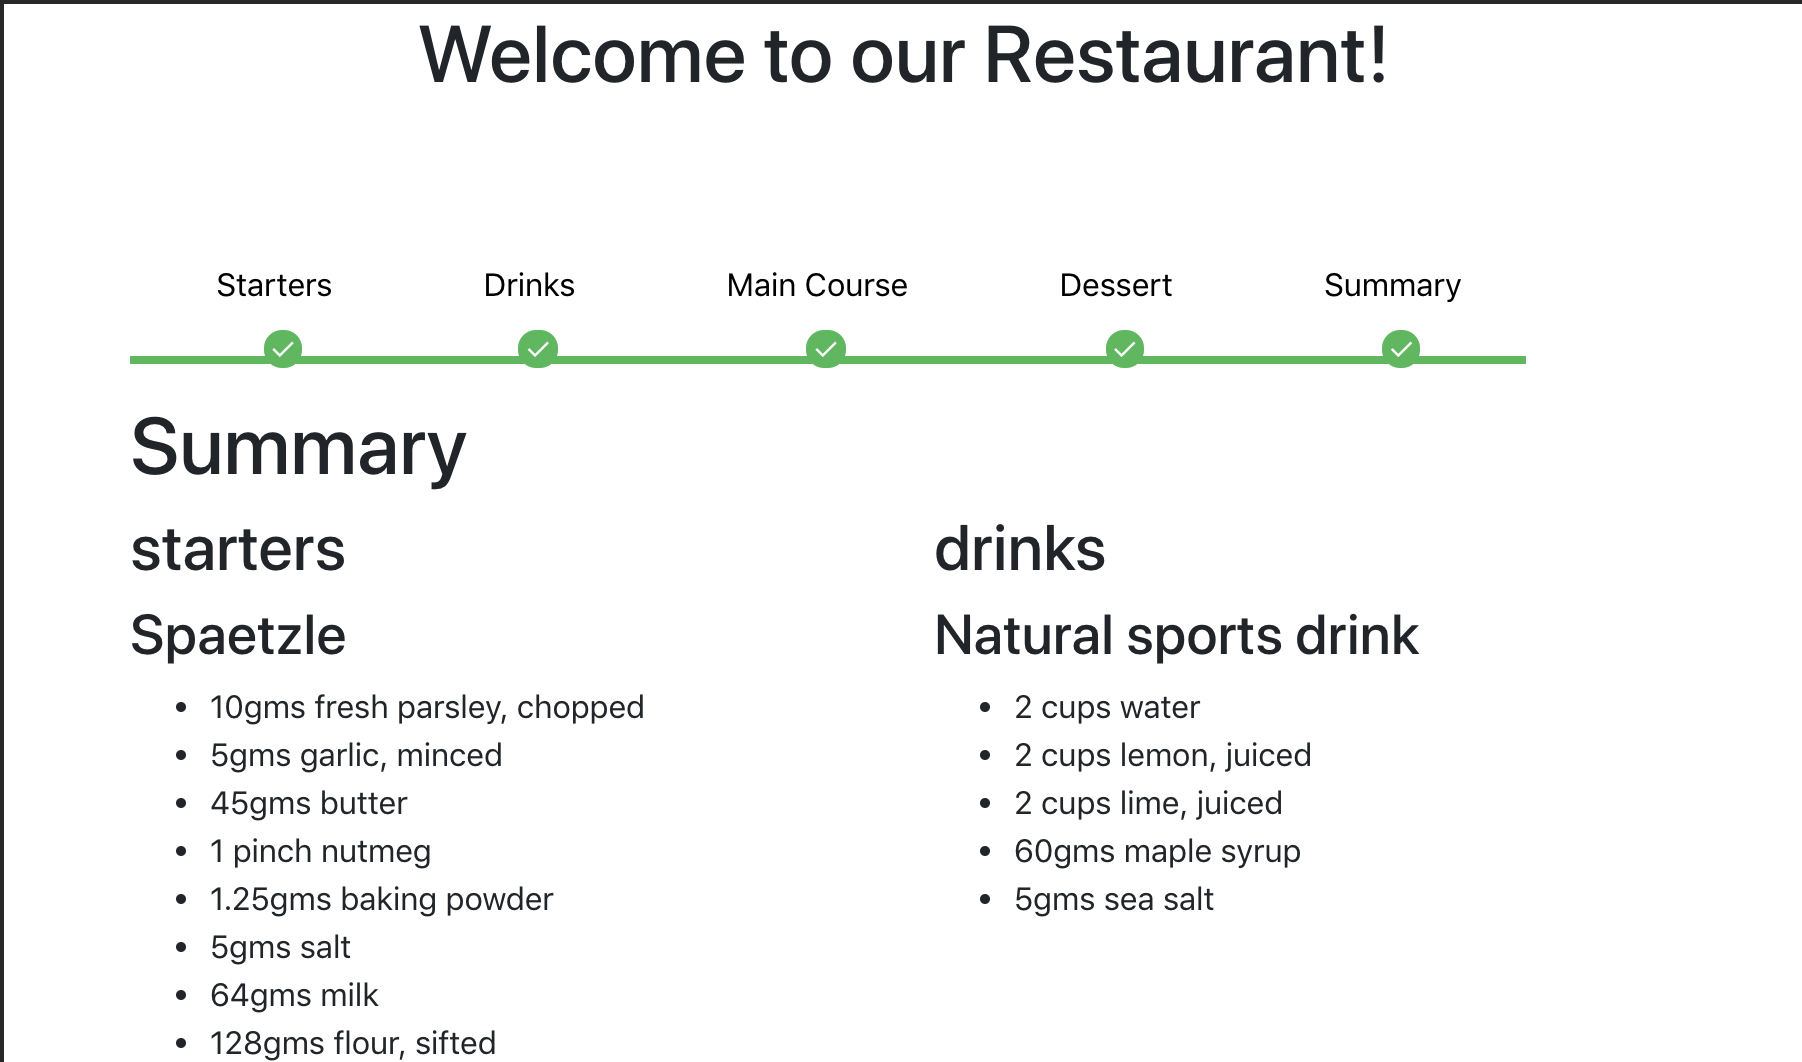 Welcome to our Restaurant!
Starters
Drinks
Main Course
Dessert
Summary
Summary
starters
Spaetzle
10gms fresh parsley, chopped
5gms garlic, minced
45gms butter
1 pinch nutmeg
1.25gms baking powder
5gms salt
64gms milk
128gms flour, sifted
drinks
Natural sports drink
2 cups water
2 cups lemon, juiced
2 cups lime, juiced
60gms maple syrup
5gms sea salt